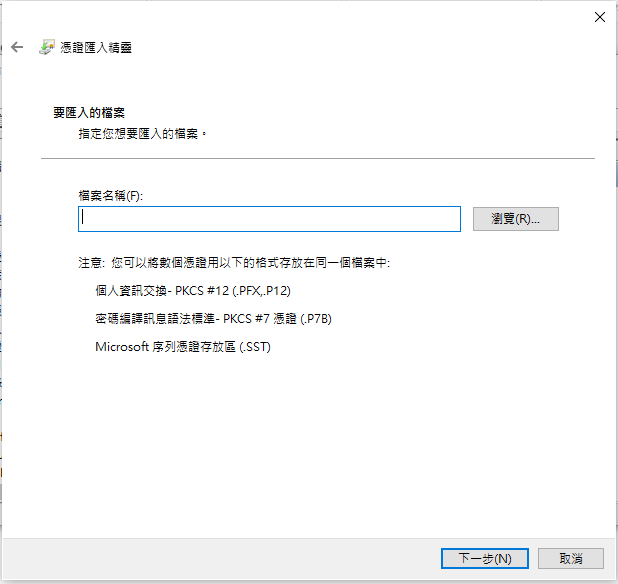 憑證匯入精靈
要匯入的檔案
指定您想要匯入的檔案。
檔案名稱(F):
瀏覽(R)...
注意: 您可以將數個憑證用以下的格式存放在同一個檔案中:
個人資訊交換- PKCS #12 (.PFX,.P12)
密碼編譯訊息語法標準- PKCS #7 憑證 (.P7B)
Microsoft 序列憑證存放區 (.SST)
下一步(N)
取消